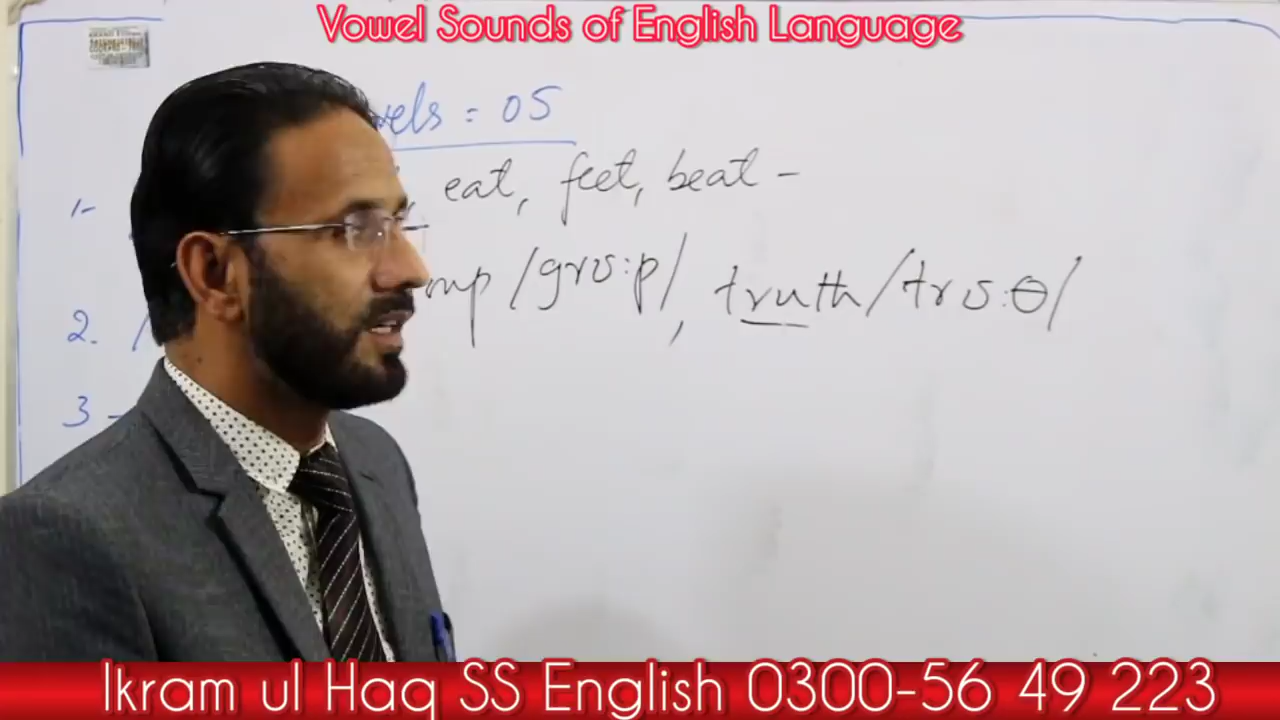 Vowel Sounds of English Language
vels = 05
1- eat, feet, beat -
2. / oup /grʊ:p/, truth /trʊ:θ/
3 -
Ikram ul Haq SS English 0300-56 49 223